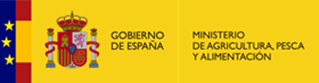 GOBIERNO
DE ESPAÑA
MINISTERIO
DE AGRICULTURA, PESCA
Y ALIMENTACIÓN